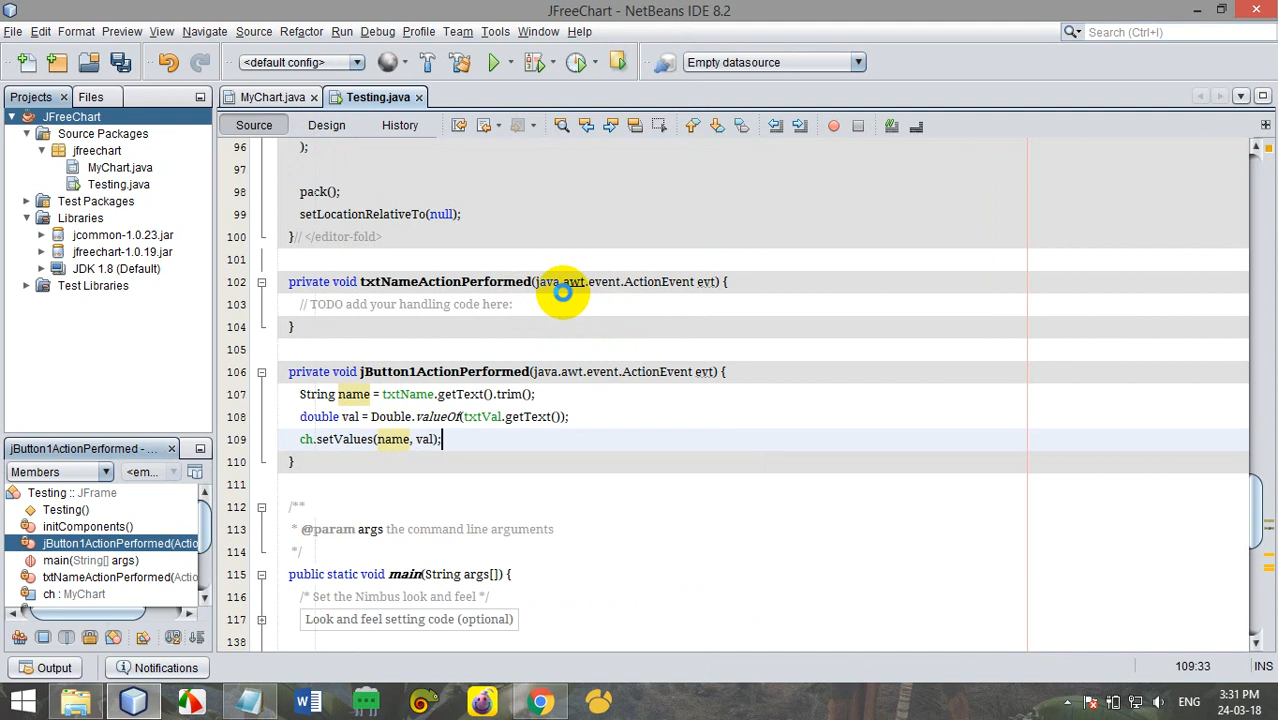 JFreeChart - NetBeans IDE 8.2
File Edit Format Press View Navigate Source Refactor Run Debug Profile Team Tools Window Help
Search (Ctrl+I)
<default config>
Empty datasource
Projects
Files
MyChart.java
Testing.java
JFreeChart
Source Packages
jfreechart
MyChart.java
Testing.java
Test Packages
Libraries
jcommon-1.0.23.jar
jfreechart-1.0.19.jar
JDK 1.8 (Default)
Test Libraries
Source Design History
96 );
97
98 pack();
99 setLocationRelativeTo(null);
100 }// </editor-fold>
101
102 private void txtNameActionPerformed(java.awt.event.ActionEvent evt) {
103 // TODO add your handling code here:
104 }
105
106 private void jButton1ActionPerformed(java.awt.event.ActionEvent evt) {
107 String name = txtName.getText().trim();
108 double val = Double.valueOf(txtVal.getText());
109 ch.setValues(name, val);
110 }
111
112 /**
113 * @param args the command line arguments
114 */
115 public static void main(String args[]) {
116 /* Set the Nimbus look and feel */
117 Look and feel setting code (optional)
138
jButton1ActionPerformed - ...
Members
<em...
Testing :: JFrame
Testing()
initComponents()
jButton1ActionPerformed(Actio
main(String[] args)
txtNameActionPerformed(Actio
ch : MyChart
Output
Notifications
109:33
INS
ENG
3:31 PM
24-03-18